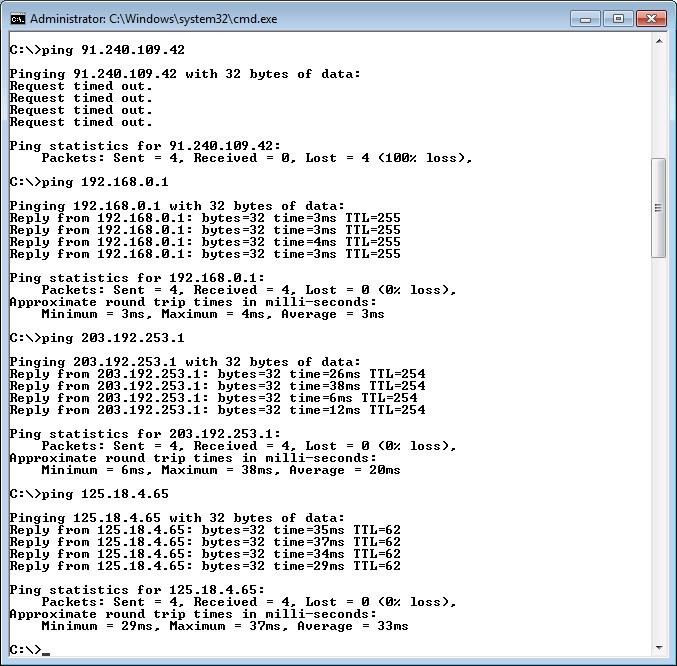 Administrator: C:\Windows\system32\cmd.exe
C:\>ping 91.240.109.42
Pinging 91.240.109.42 with 32 bytes of data:
Request timed out.
Request timed out.
Request timed out.
Request timed out.
Ping statistics for 91.240.109.42:
    Packets: Sent = 4, Received = 0, Lost = 4 (100% loss),
C:\>ping 192.168.0.1
Pinging 192.168.0.1 with 32 bytes of data:
Reply from 192.168.0.1: bytes=32 time=3ms TTL=255
Reply from 192.168.0.1: bytes=32 time=3ms TTL=255
Reply from 192.168.0.1: bytes=32 time=4ms TTL=255
Reply from 192.168.0.1: bytes=32 time=3ms TTL=255
Ping statistics for 192.168.0.1:
    Packets: Sent = 4, Received = 4, Lost = 0 (0% loss),
Approximate round trip times in milli-seconds:
    Minimum = 3ms, Maximum = 4ms, Average = 3ms
C:\>ping 203.192.253.1
Pinging 203.192.253.1 with 32 bytes of data:
Reply from 203.192.253.1: bytes=32 time=26ms TTL=254
Reply from 203.192.253.1: bytes=32 time=38ms TTL=254
Reply from 203.192.253.1: bytes=32 time=6ms TTL=254
Reply from 203.192.253.1: bytes=32 time=12ms TTL=254
Ping statistics for 203.192.253.1:
    Packets: Sent = 4, Received = 4, Lost = 0 (0% loss),
Approximate round trip times in milli-seconds:
    Minimum = 6ms, Maximum = 38ms, Average = 20ms
C:\>ping 125.18.4.65
Pinging 125.18.4.65 with 32 bytes of data:
Reply from 125.18.4.65: bytes=32 time=35ms TTL=62
Reply from 125.18.4.65: bytes=32 time=37ms TTL=62
Reply from 125.18.4.65: bytes=32 time=34ms TTL=62
Reply from 125.18.4.65: bytes=32 time=29ms TTL=62
Ping statistics for 125.18.4.65:
    Packets: Sent = 4, Received = 4, Lost = 0 (0% loss),
Approximate round trip times in milli-seconds:
    Minimum = 29ms, Maximum = 37ms, Average = 33ms
C:\>_